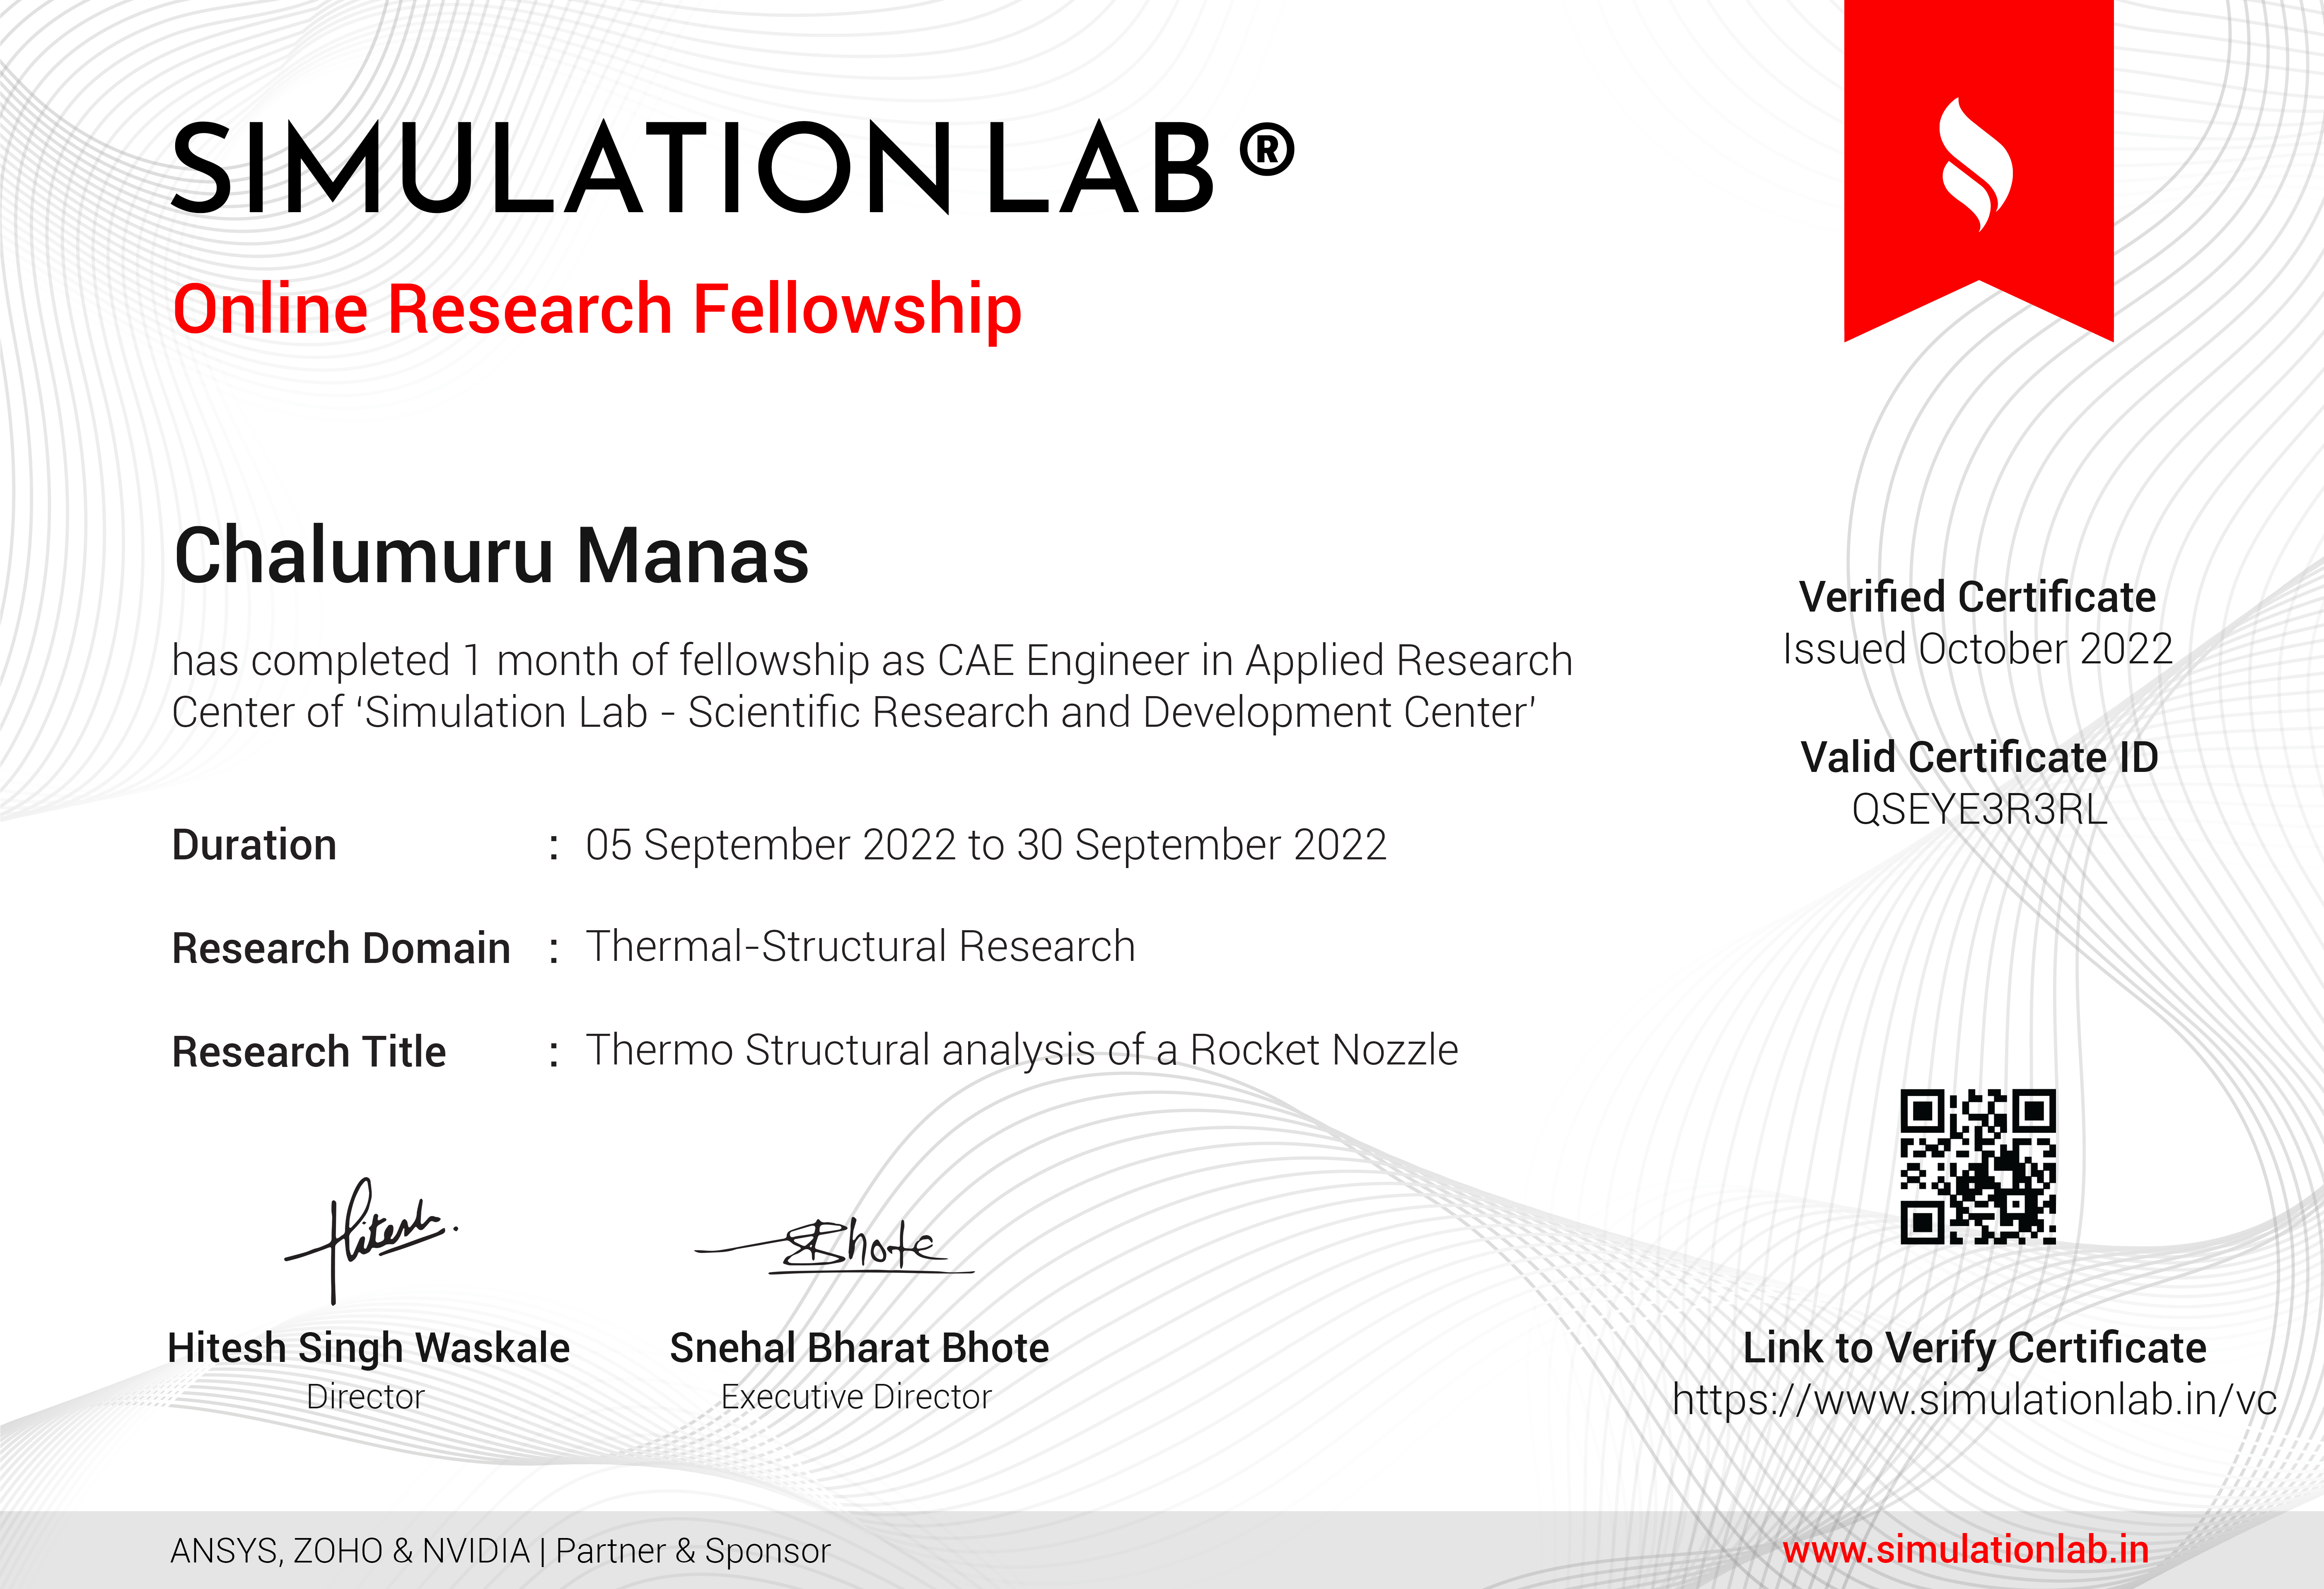 SIMULATION LAB ®
Online Research Fellowship
Chalumuru Manas
has completed 1 month of fellowship as CAE Engineer in Applied Research
Center of ‘Simulation Lab - Scientific Research and Development Center’
Duration : 05 September 2022 to 30 September 2022
Research Domain : Thermal-Structural Research
Research Title : Thermo Structural analysis of a Rocket Nozzle
Verified Certificate
Issued October 2022
Valid Certificate ID
QSEYE3R3RL
Hitesh.
Bhote
Hitesh Singh Waskale
Director
Snehal Bharat Bhote
Executive Director
Link to Verify Certificate
https://www.simulationlab.in/vc
ANSYS, ZOHO & NVIDIA | Partner & Sponsor
www.simulationlab.in